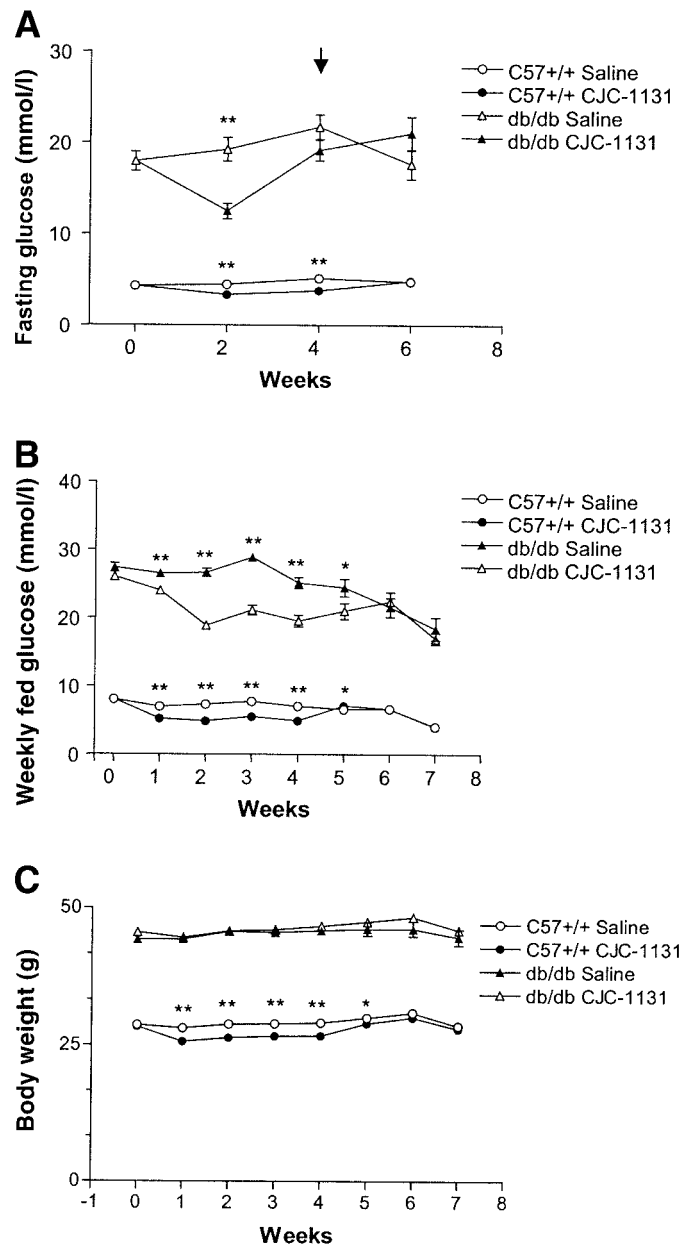 A
Fasting glucose (mmol/l)
30
20
10
0
**
**
**
0 2 4 6 8
Weeks
C57+/+ Saline
C57+/+ CJC-1131
db/db Saline
db/db CJC-1131
B
Weekly fed glucose (mmol/l)
40
30
20
10
0
** ** ** ** *
** ** ** ** *
0 1 2 3 4 5 6 7 8
Weeks
C57+/+ Saline
C57+/+ CJC-1131
db/db Saline
db/db CJC-1131
C
Body weight (g)
50
25
0
** ** ** ** *
-1 0 1 2 3 4 5 6 7 8
Weeks
C57+/+ Saline
C57+/+ CJC-1131
db/db Saline
db/db CJC-1131